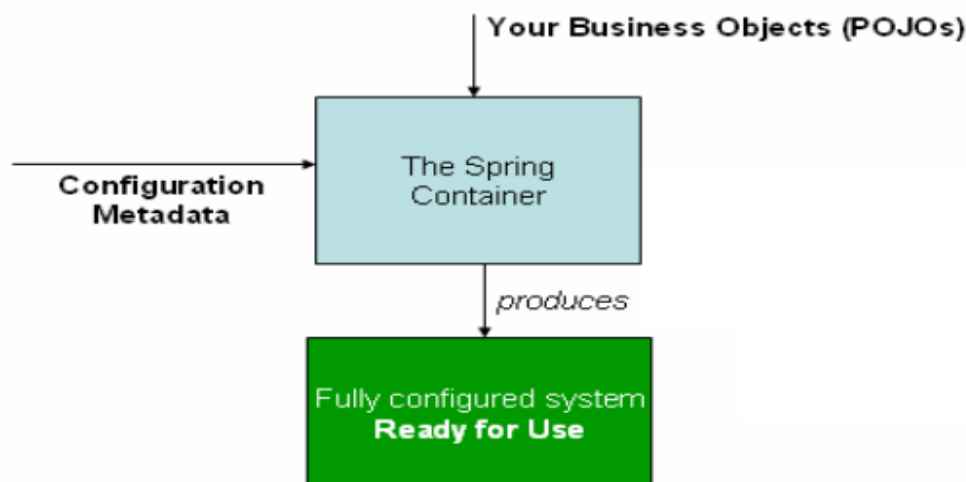 Your Business Objects (POJOs)
The Spring
Container
Configuration
Metadata
produces
Fully configured system
Ready for Use